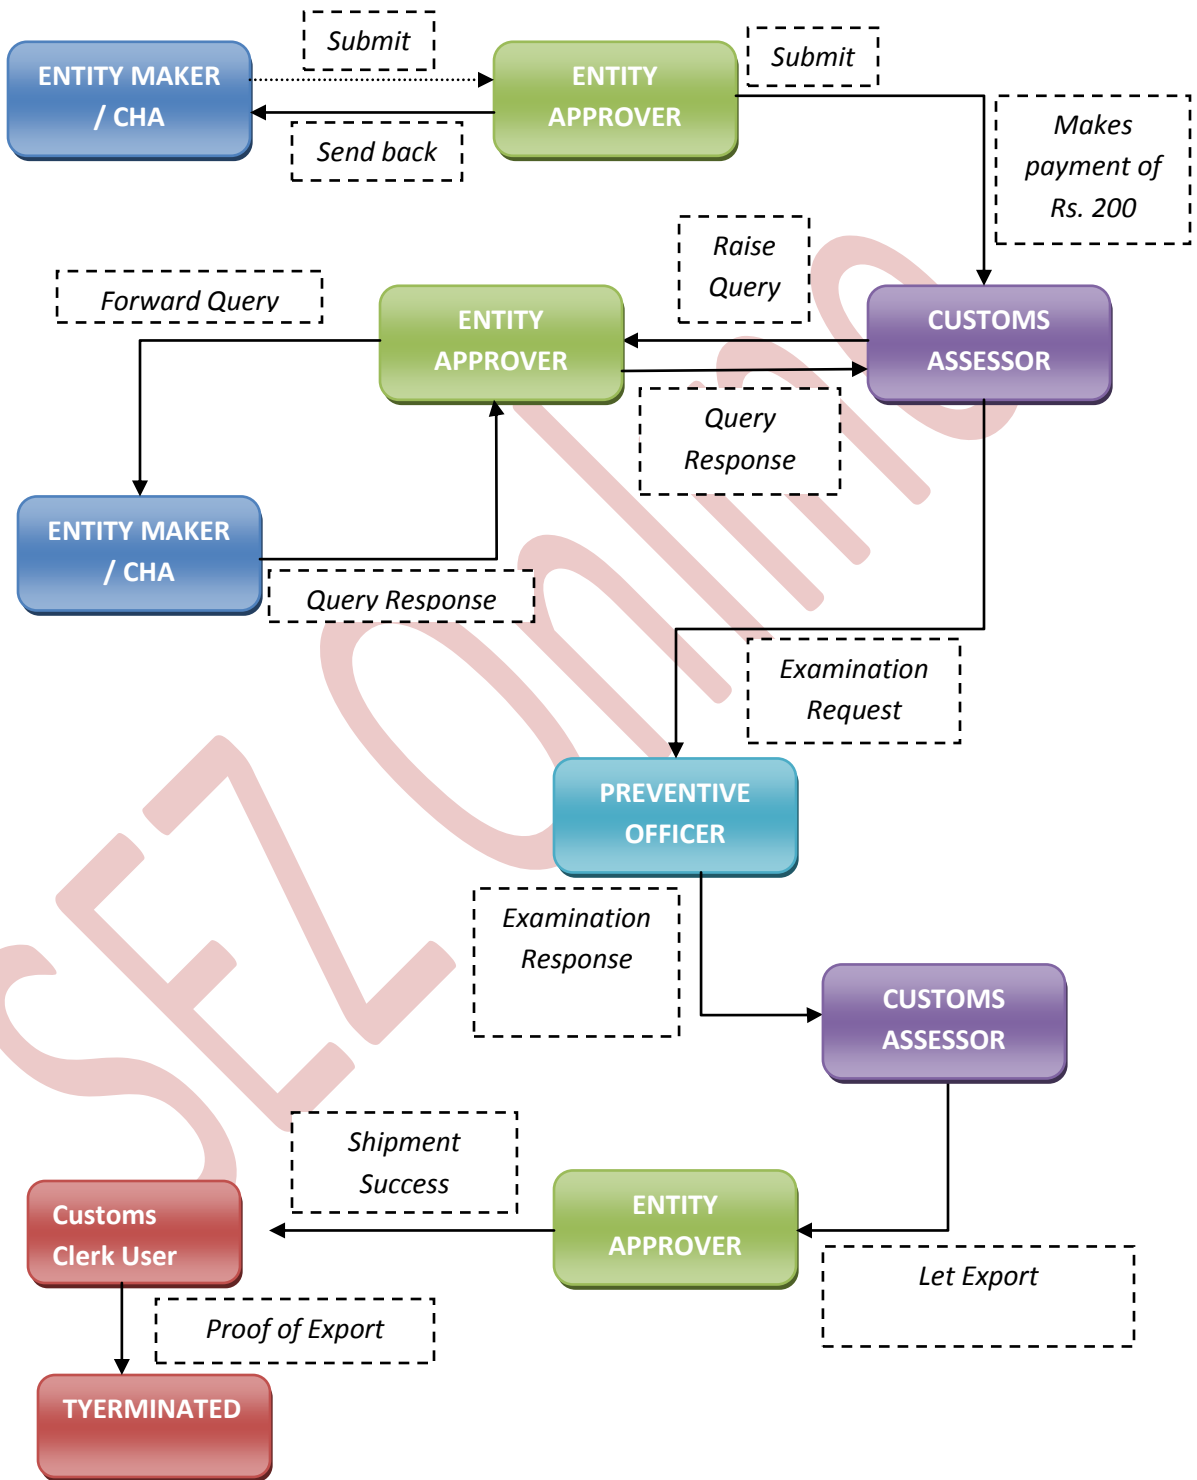 Submit
ENTITY MAKER
/ CHA
ENTITY
APPROVER
Submit
Send back
Makes
payment of
Rs. 200
Raise
Query
Forward Query
ENTITY
APPROVER
CUSTOMS
ASSESSOR
Query
Response
ENTITY MAKER
/ CHA
Query Response
Examination
Request
PREVENTIVE
OFFICER
Examination
Response
CUSTOMS
ASSESSOR
Shipment
Success
Customs
Clerk User
ENTITY
APPROVER
Let Export
Proof of Export
TYERMINATED
SEZ Online